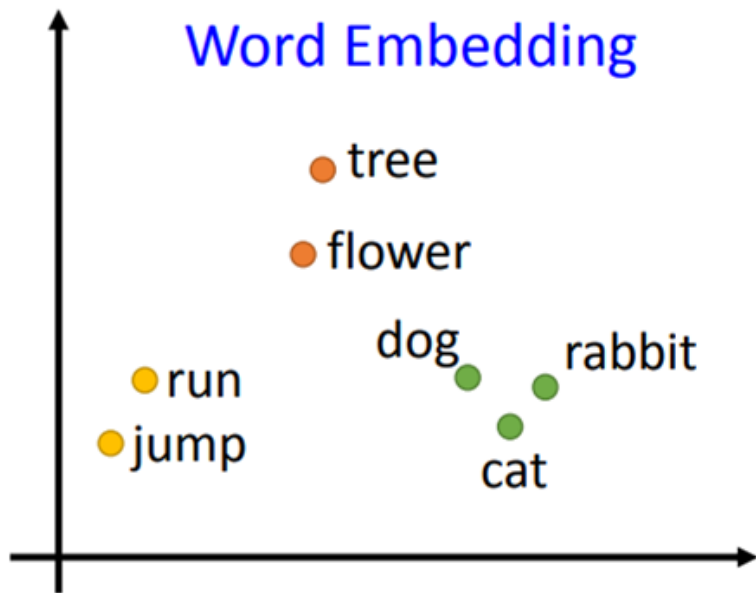 Word Embedding
tree
flower
dog
rabbit
run
jump
cat